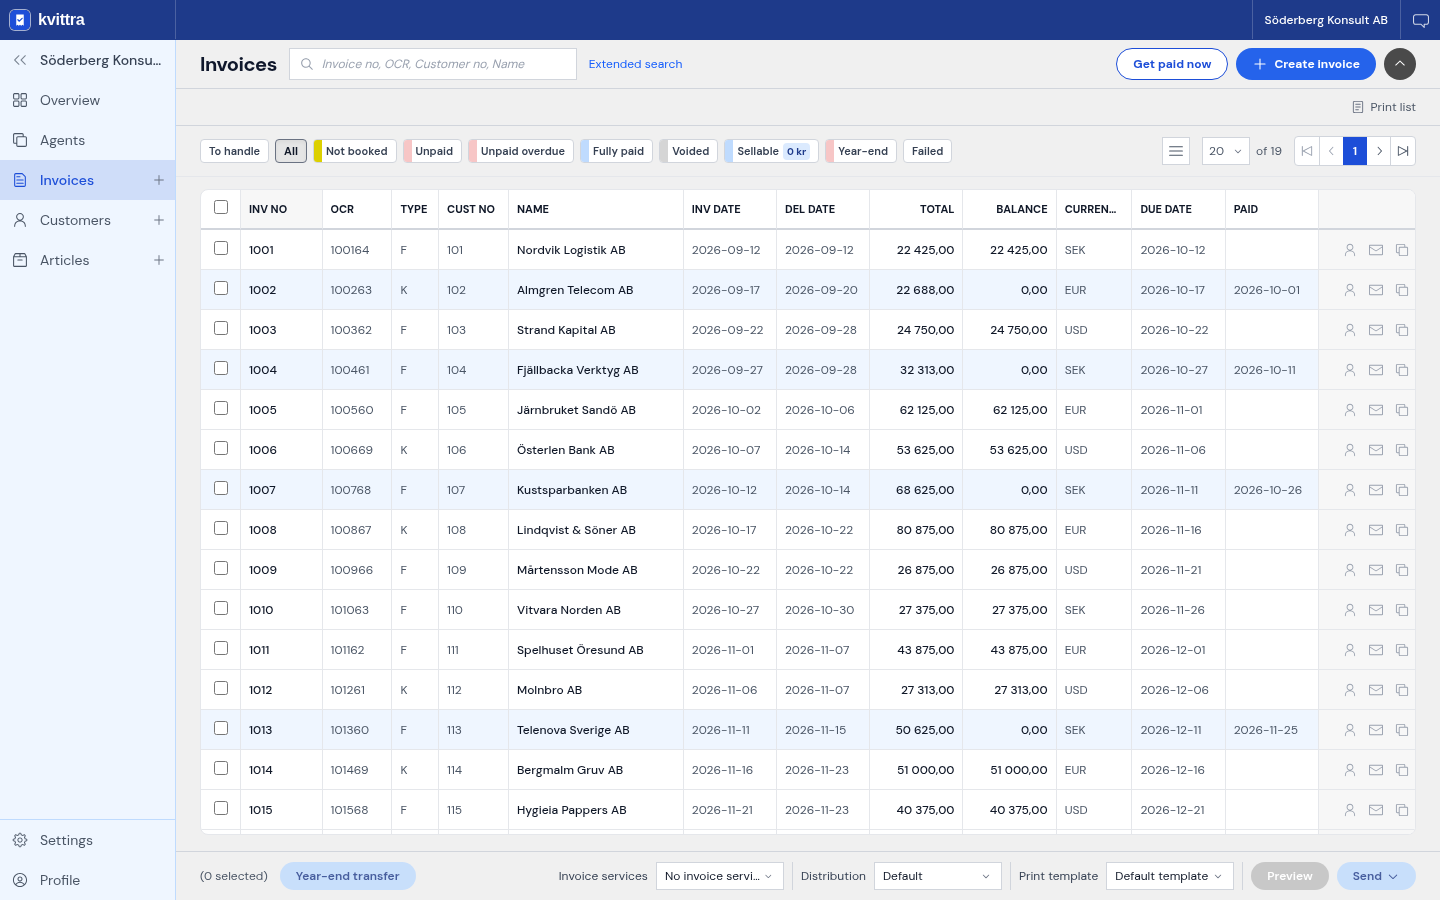 kvittra
Söderberg Konsult AB
Söderberg Konsu...
Overview
Agents
Invoices
Customers
Articles
Settings
Profile
Invoices
Invoice no, OCR, Customer no, Name
Extended search
Get paid now
Create invoice
Print list
To handle
All
Not booked
Unpaid
Unpaid overdue
Fully paid
Voided
Sellable 0 kr
Year-end
Failed
20
of 19
1
INV NO OCR TYPE CUST NO NAME INV DATE DEL DATE TOTAL BALANCE CURREN... DUE DATE PAID
1001 100164 F 101 Nordvik Logistik AB 2026-09-12 2026-09-12 22 425,00 22 425,00 SEK 2026-10-12
1002 100263 K 102 Almgren Telecom AB 2026-09-17 2026-09-20 22 688,00 0,00 EUR 2026-10-17 2026-10-01
1003 100362 F 103 Strand Kapital AB 2026-09-22 2026-09-28 24 750,00 24 750,00 USD 2026-10-22
1004 100461 F 104 Fjällbacka Verktyg AB 2026-09-27 2026-09-28 32 313,00 0,00 SEK 2026-10-27 2026-10-11
1005 100560 F 105 Järnbruket Sandö AB 2026-10-02 2026-10-06 62 125,00 62 125,00 EUR 2026-11-01
1006 100669 K 106 Österlen Bank AB 2026-10-07 2026-10-14 53 625,00 53 625,00 USD 2026-11-06
1007 100768 F 107 Kustsparbanken AB 2026-10-12 2026-10-14 68 625,00 0,00 SEK 2026-11-11 2026-10-26
1008 100867 K 108 Lindqvist & Söner AB 2026-10-17 2026-10-22 80 875,00 80 875,00 EUR 2026-11-16
1009 100966 F 109 Mårtensson Mode AB 2026-10-22 2026-10-22 26 875,00 26 875,00 USD 2026-11-21
1010 101063 F 110 Vitvara Norden AB 2026-10-27 2026-10-30 27 375,00 27 375,00 SEK 2026-11-26
1011 101162 F 111 Spelhuset Öresund AB 2026-11-01 2026-11-07 43 875,00 43 875,00 EUR 2026-12-01
1012 101261 K 112 Molnbro AB 2026-11-06 2026-11-07 27 313,00 27 313,00 USD 2026-12-06
1013 101360 F 113 Telenova Sverige AB 2026-11-11 2026-11-15 50 625,00 0,00 SEK 2026-12-11 2026-11-25
1014 101469 K 114 Bergmalm Gruv AB 2026-11-16 2026-11-23 51 000,00 51 000,00 EUR 2026-12-16
1015 101568 F 115 Hygieia Pappers AB 2026-11-21 2026-11-23 40 375,00 40 375,00 USD 2026-12-21
(0 selected)
Year-end transfer
Invoice services
No invoice servi...
Distribution
Default
Print template
Default template
Preview
Send